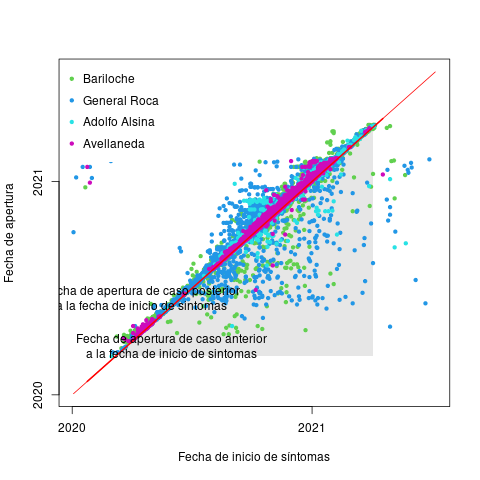 Bariloche
General Roca
Adolfo Alsina
Avellaneda
2021
Fecha de apertura
cha de apertura de caso posterior
a la fecha de inicio de síntomas
Fecha de apertura de caso anterior
a la fecha de inicio de sintomas
2020
2020
2021
Fecha de inicio de síntomas